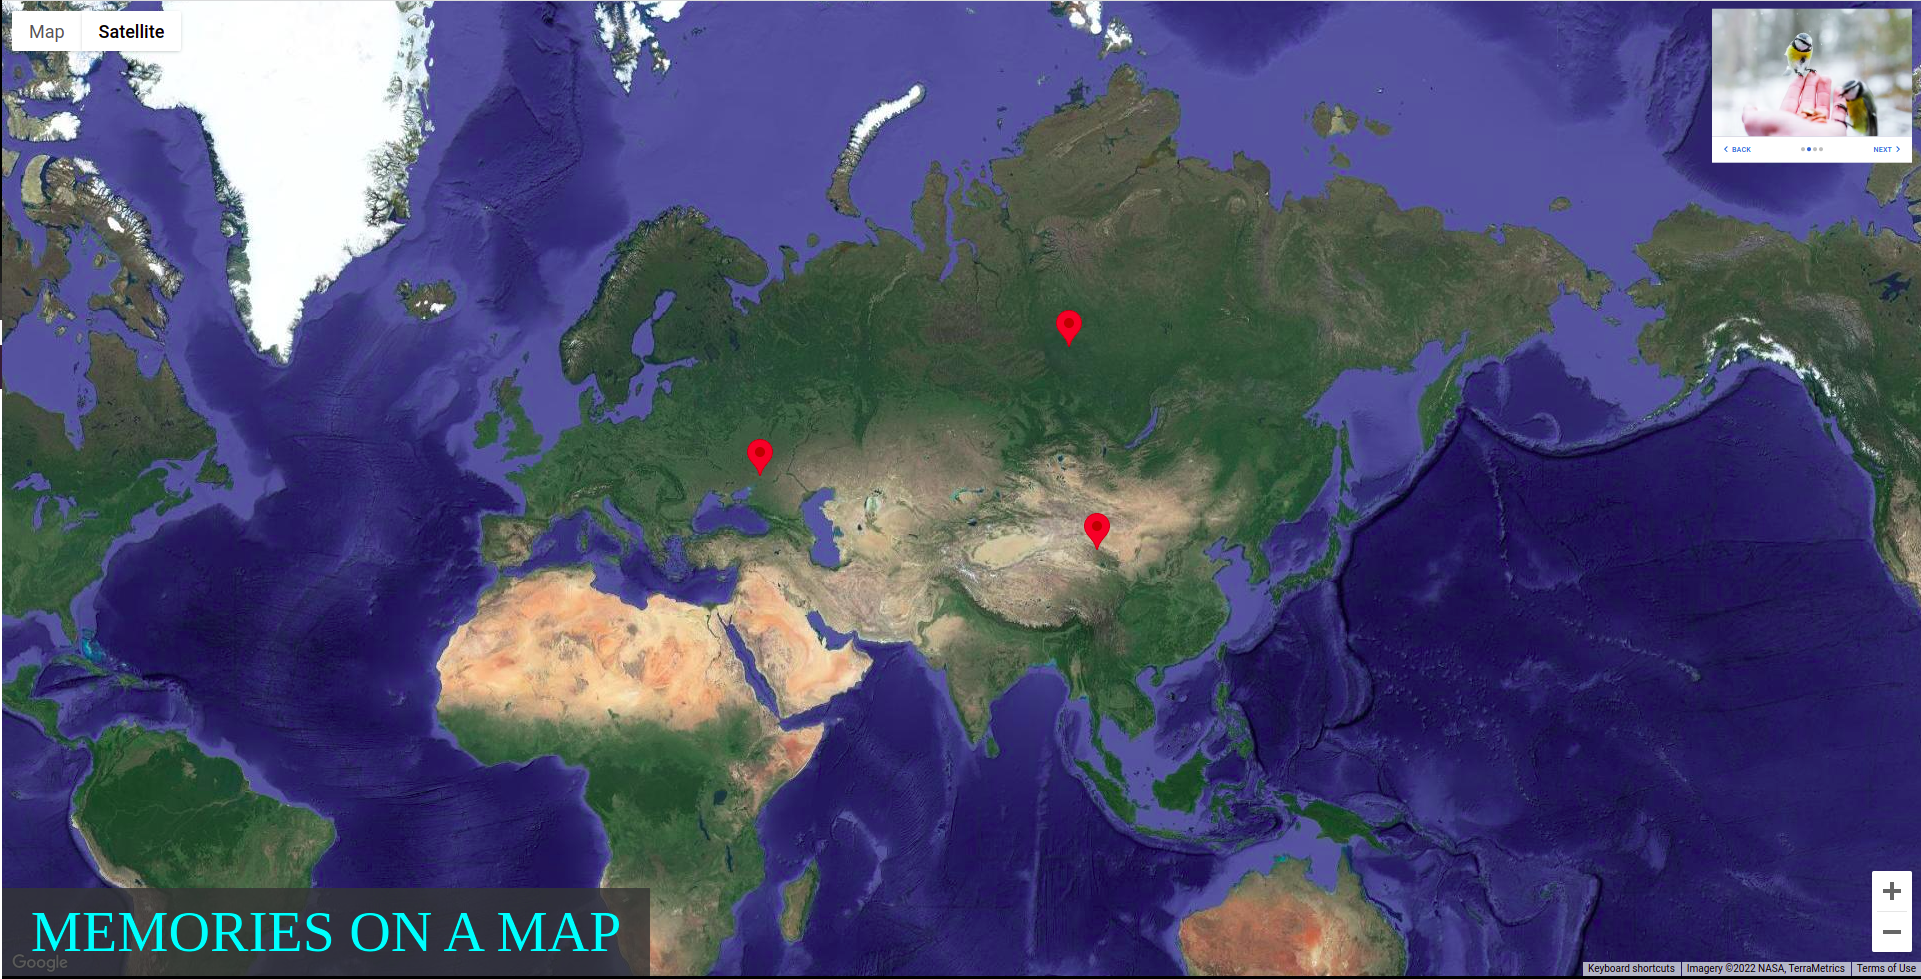 Map Satellite
BACK NEXT
MEMORIES ON A MAP
Google
Keyboard shortcuts Imagery ©2022 NASA, TerraMetrics Terms of Use